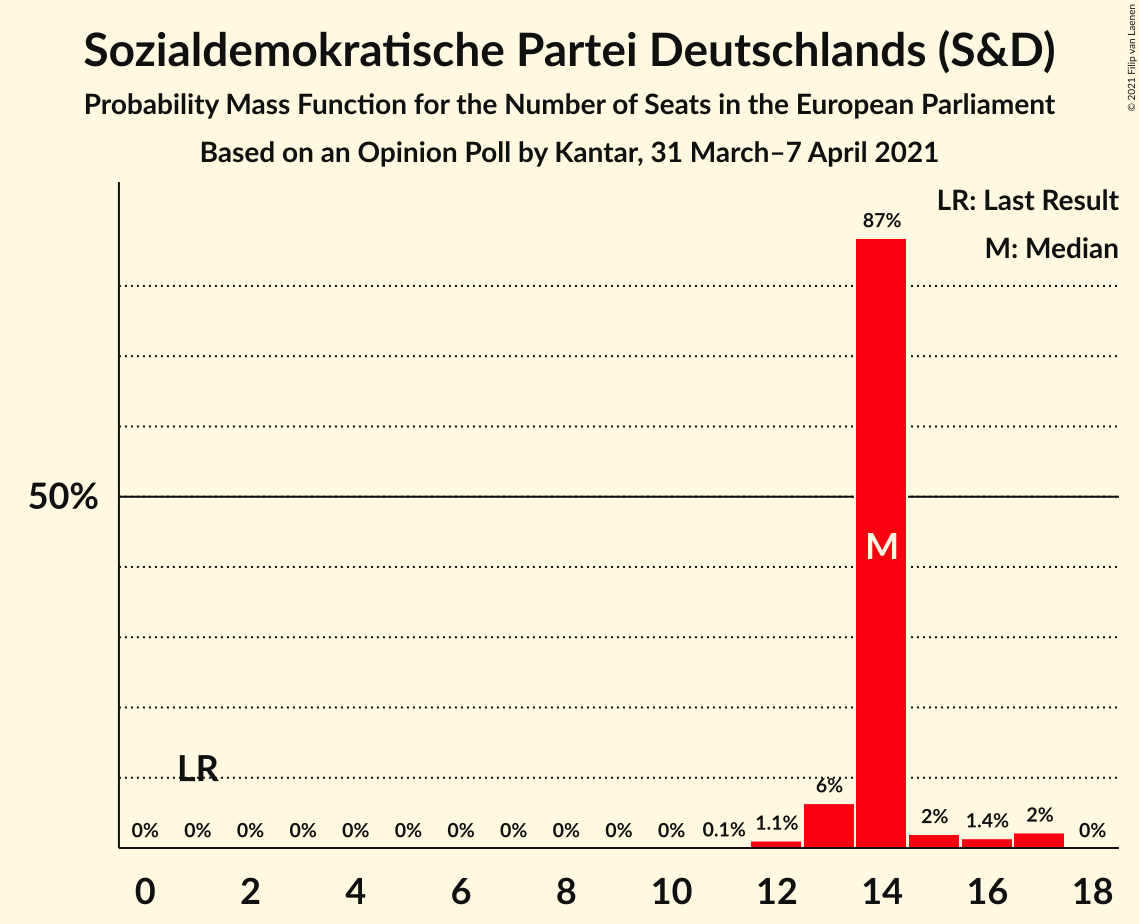 Sozialdemokratische Partei Deutschlands (S&D)
Probability Mass Function for the Number of Seats in the European Parliament
Based on an Opinion Poll by Kantar, 31 March–7 April 2021
© 2021 Filip van Laenen
LR: Last Result
M: Median
87%
50%
M
LR
0% 0% 0% 0% 0% 0% 0% 0% 0% 0% 0% 0.1% 1.1% 6% 2% 1.4% 2% 0%
0 2 4 6 8 10 12 14 16 18